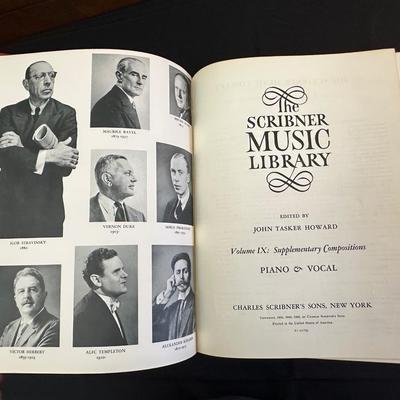 IGOR STRAVINSKY
1882
MAURICE RAVEL
1875-1937
VERNON DUKE
1903
VICTOR HERBERT
1859-1924
ALEC TEMPLETON
1910
ALEXANDER
The
SCRIBNER
MUSIC
LIBRARY
EDITED BY
JOHN TASKER HOWARD
Volume IX: Supplementary Compositions
PIANO & VOCAL
CHARLES SCRIBNER'S SONS, NEW YORK
Printed in the United States of America